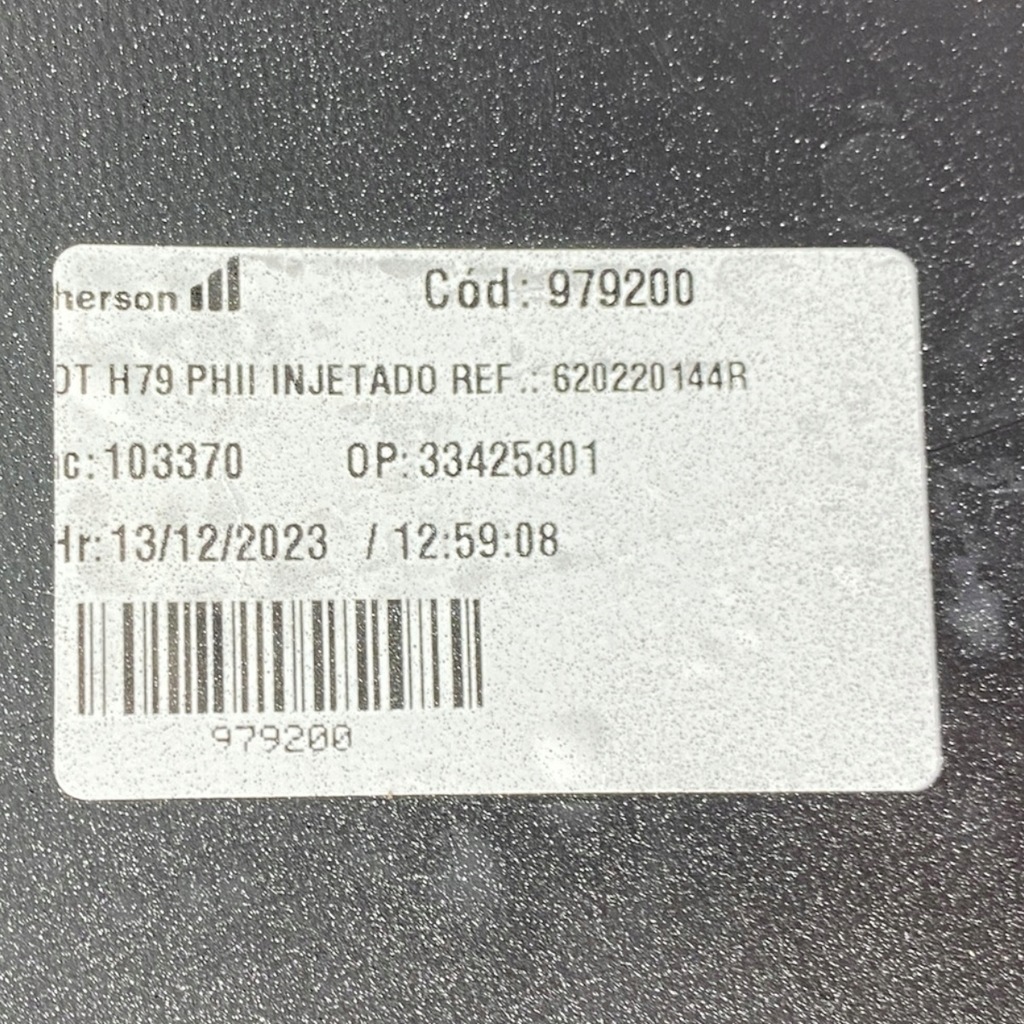 herson Cód: 979200
OT H79 PHII INJETADO REF.: 620220144R
c: 103370 OP: 33425301
Hr: 13/12/2023 / 12:59:08
979200